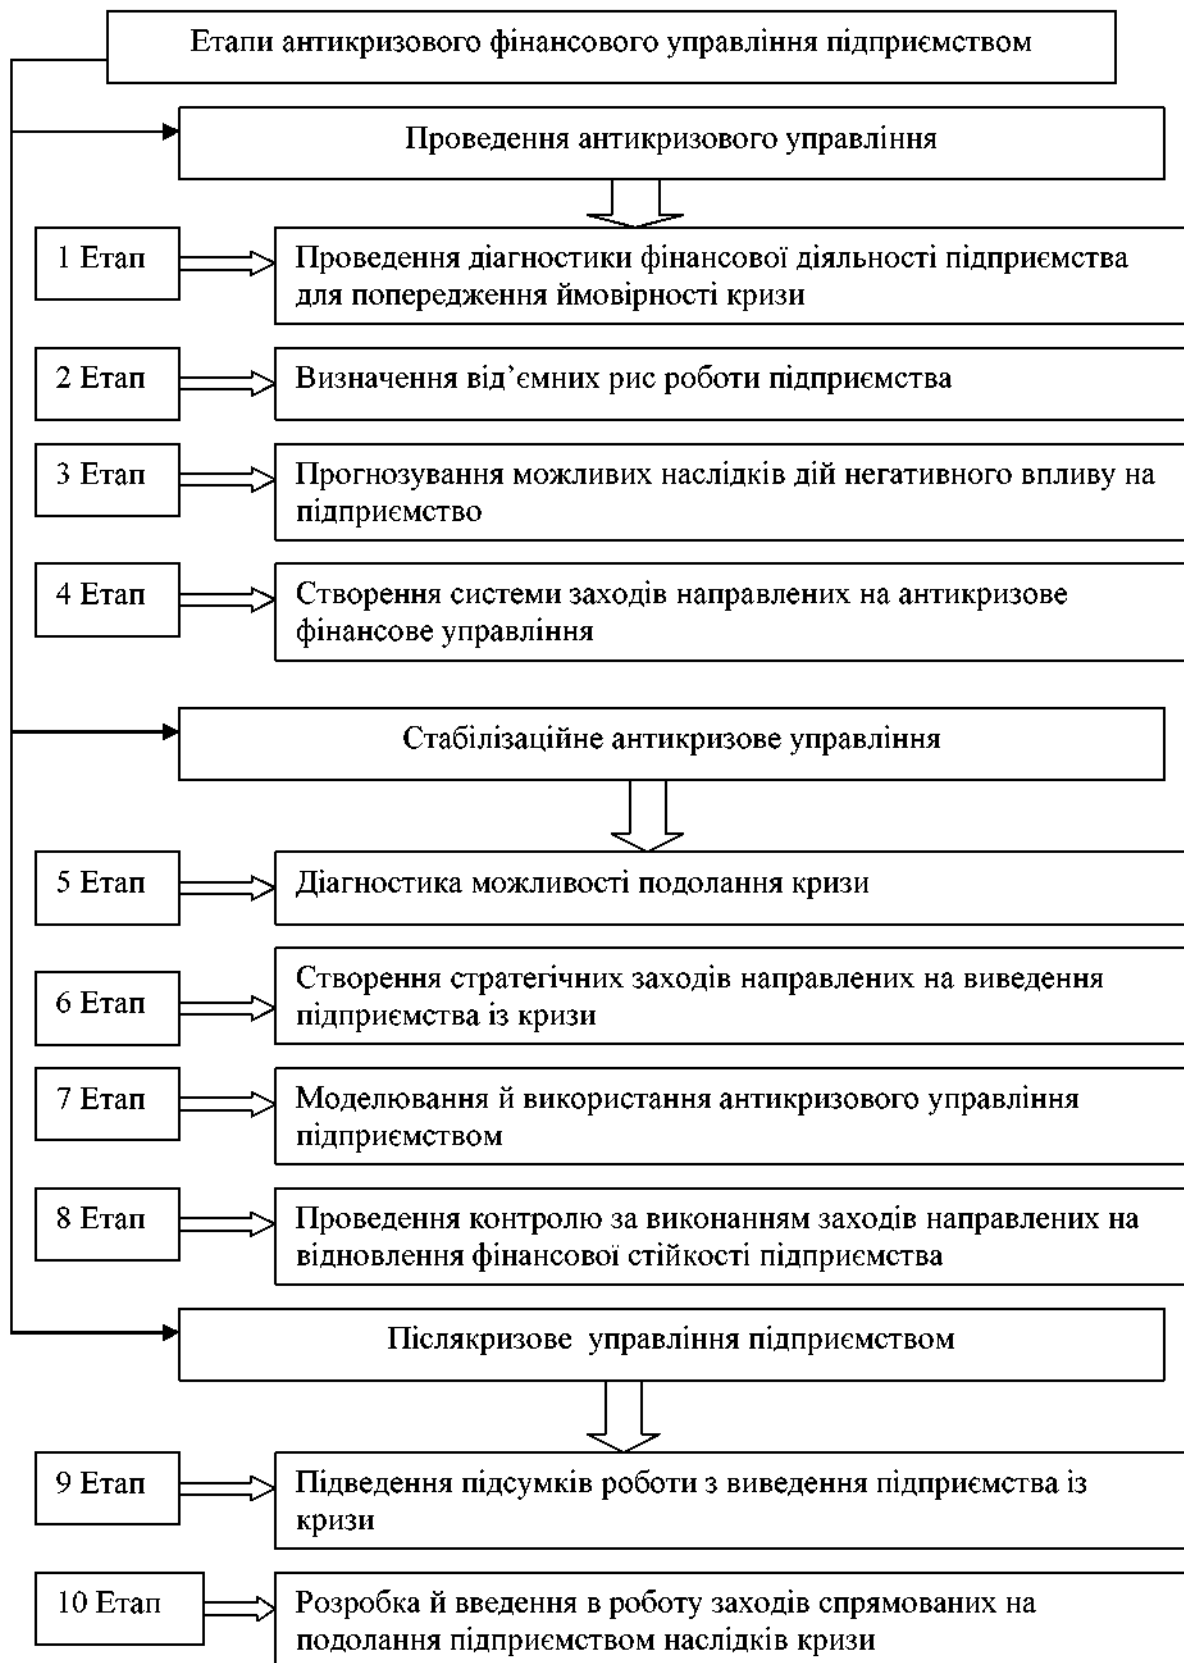 Етапи антикризового фінансового управління підприємством
Проведення антикризового управління
1 Етап
Проведення діагностики фінансової діяльності підприємства
для попередження ймовірності кризи
2 Етап
Визначення від’ємних рис роботи підприємства
3 Етап
Прогнозування можливих наслідків дій негативного впливу на
підприємство
4 Етап
Створення системи заходів направлених на антикризове
фінансове управління
Стабілізаційне антикризове управління
5 Етап
Діагностика можливості подолання кризи
6 Етап
Створення стратегічних заходів направлених на виведення
підприємства із кризи
7 Етап
Моделювання й використання антикризового управління
підприємством
8 Етап
Проведення контролю за виконанням заходів направлених на
відновлення фінансової стійкості підприємства
Післякризове управління підприємством
9 Етап
Підведення підсумків роботи з виведення підприємства із
кризи
10 Етап
Розробка й введення в роботу заходів спрямованих на
подолання підприємством наслідків кризи